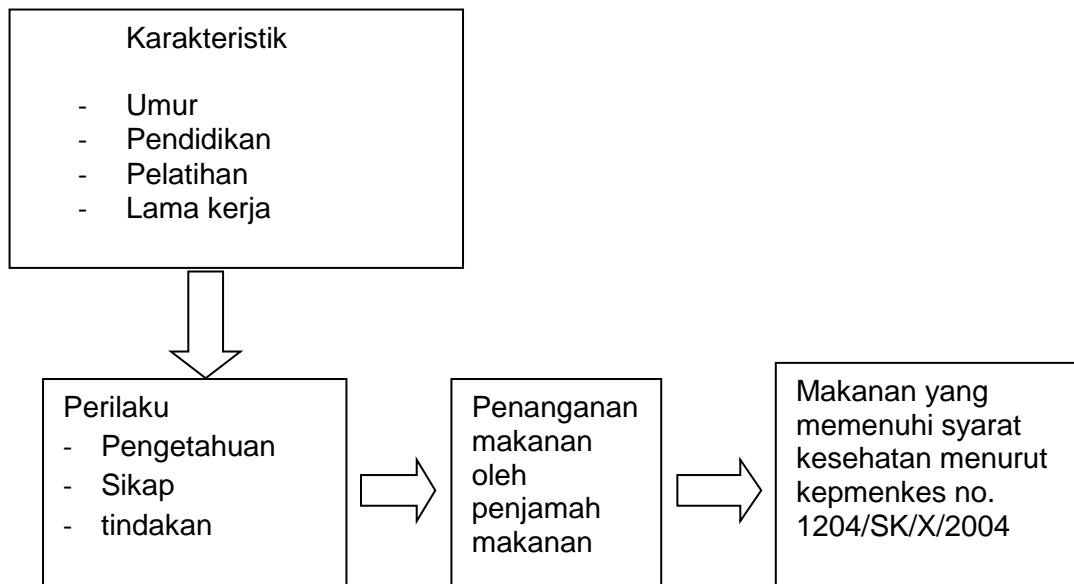 Karakteristik
- Umur
- Pendidikan
- Pelatihan
- Lama kerja
Perilaku
- Pengetahuan
- Sikap
- tindakan
Penanganan
makanan
oleh
penjamah
makanan
Makanan yang
memenuhi syarat
kesehatan menurut
kepmenkes no.
1204/SK/X/2004